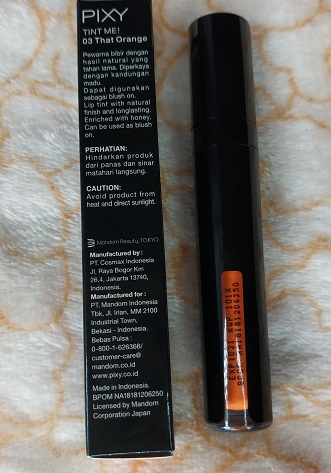 PIXY
TINT ME!
03 That Orange
Pewarna bibir dengan
hasil natural yang
tahan lama. Diperkaya
dengan kandungan
madu.
Dapat digunakan
sebagai blush on.
Lip tint with natural
finish and longlasting.
Enriched with honey.
Can be used as blush
on.
PERHATIAN:
Hindarkan produk
dari panas dan sinar
matahari langsung.
CAUTION:
Avoid product from
heat and direct sunlight.
Mandom Beauty, TOKYO
Manufactured by :
PT. Cosmax Indonesia
Jl. Raya Bogor Km
26,4, Jakarta 13740,
Indonesia.
Manufactured for :
PT. Mandom Indonesia
Tbk, Jl. Irian, MM 2100
Industrial Town,
Bekasi - Indonesia.
Bebas Pulsa :
0-800-1-626366/
customer-care@
mandom.co.id
www.pixy.co.id
Made in Indonesia.
BPOM NA18181206250
Licensed by Mandom
Corporation Japan
BPOM NA18181206250